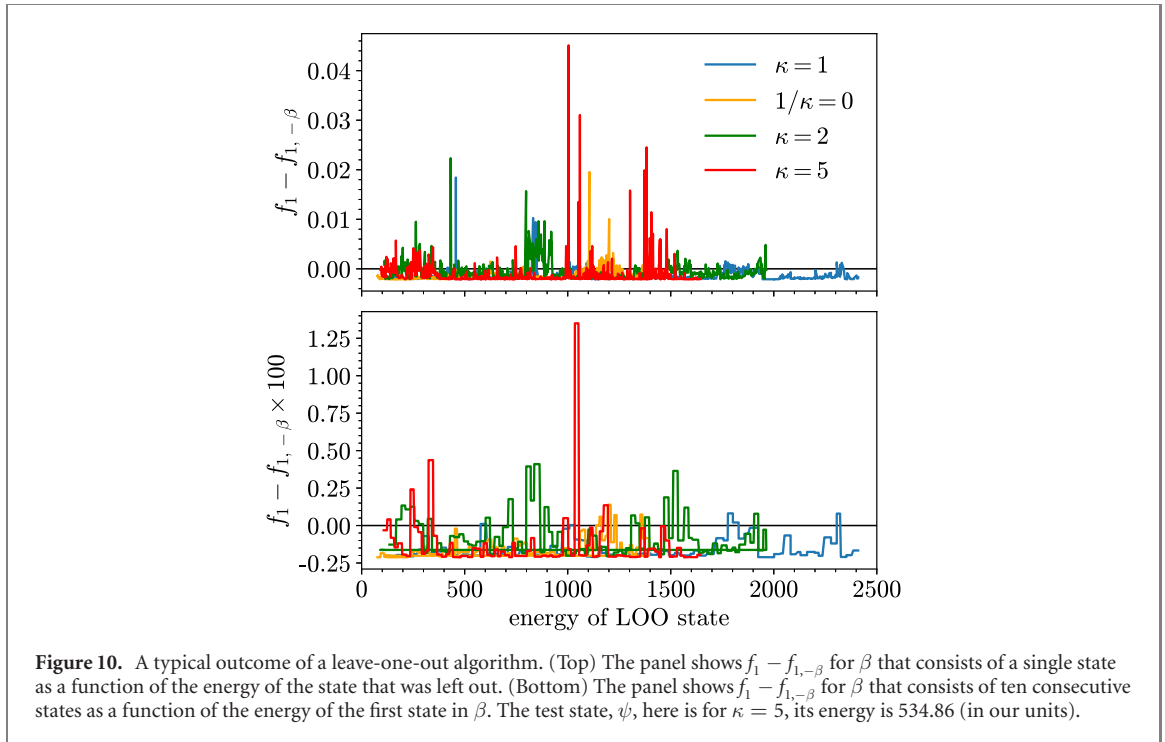 0.04
0.03
0.02
0.01
0.00
f₁ − f₁,₋β
κ = 1
1/κ = 0
κ = 2
κ = 5
1.25
1.00
0.75
0.50
0.25
0.00
-0.25
f₁ − f₁,₋β × 100
0 500 1000 1500 2000 2500
energy of LOO state
Figure 10. A typical outcome of a leave-one-out algorithm. (Top) The panel shows f₁ − f₁,₋β for β that consists of a single state
as a function of the energy of the state that was left out. (Bottom) The panel shows f₁ − f₁,₋β for β that consists of ten consecutive
states as a function of the energy of the first state in β. The test state, ψ, here is for κ = 5, its energy is 534.86 (in our units).